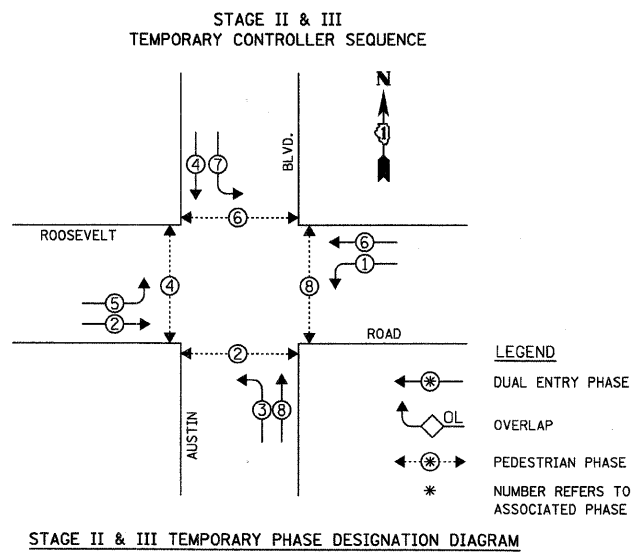 STAGE II & III
TEMPORARY CONTROLLER SEQUENCE
N
1
BLVD.
4 7
6
ROOSEVELT
6
1
4
8
5
2
2
ROAD
3 8
AUSTIN
LEGEND
* DUAL ENTRY PHASE
OL OVERLAP
* PEDESTRIAN PHASE
* NUMBER REFERS TO
ASSOCIATED PHASE
STAGE II & III TEMPORARY PHASE DESIGNATION DIAGRAM